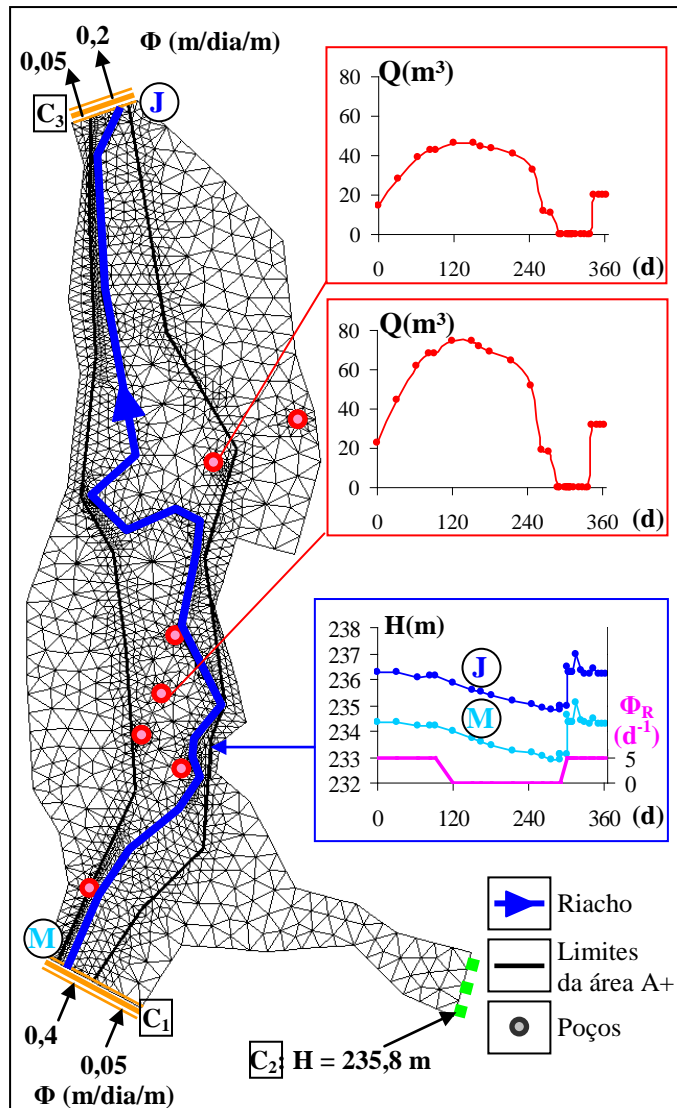 0,2
Φ (m/dia/m)
0,05
C3
J
Q(m³)
80
60
40
20
0
0 120 240 360
(d)
Q(m³)
80
60
40
20
0
0 120 240 360
(d)
H(m)
238
237
236
235
234
233
232
J
M
Φ_R
(d⁻¹)
5
0
0 120 240 360
(d)
M
0,4
0,05
Φ (m/dia/m)
C1
C2: H = 235,8 m
Riacho
Limites
da área A+
Poços